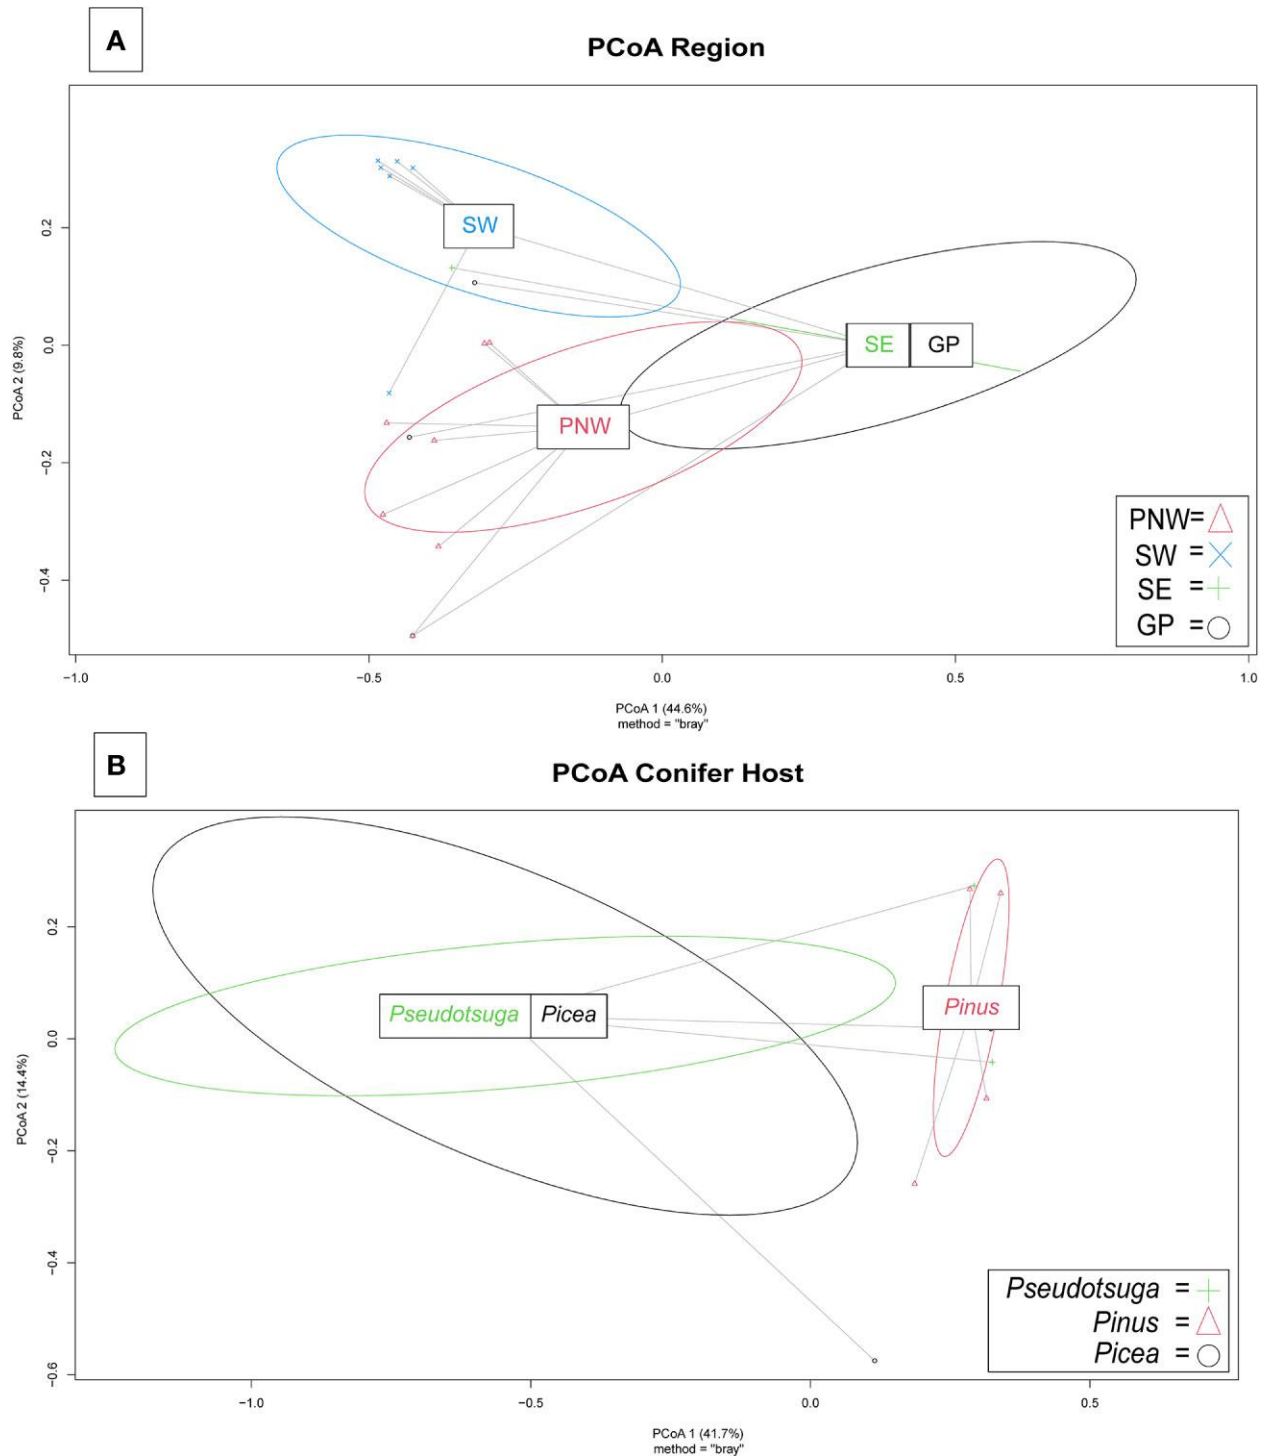 A
PCoA Region
PCoA 2 (9.8%)
0.2
0.0
−0.2
−0.4
SW
SE GP
PNW
PNW=
SW =
SE =
GP =
−1.0 −0.5 0.0 0.5 1.0
PCoA 1 (44.6%)
method = "bray"
B
PCoA Conifer Host
PCoA 2 (14.4%)
0.2
0.0
−0.2
−0.4
−0.6
Pseudotsuga Picea
Pinus
Pseudotsuga =
Pinus =
Picea =
−1.0 −0.5 0.0 0.5
PCoA 1 (41.7%)
method = "bray"